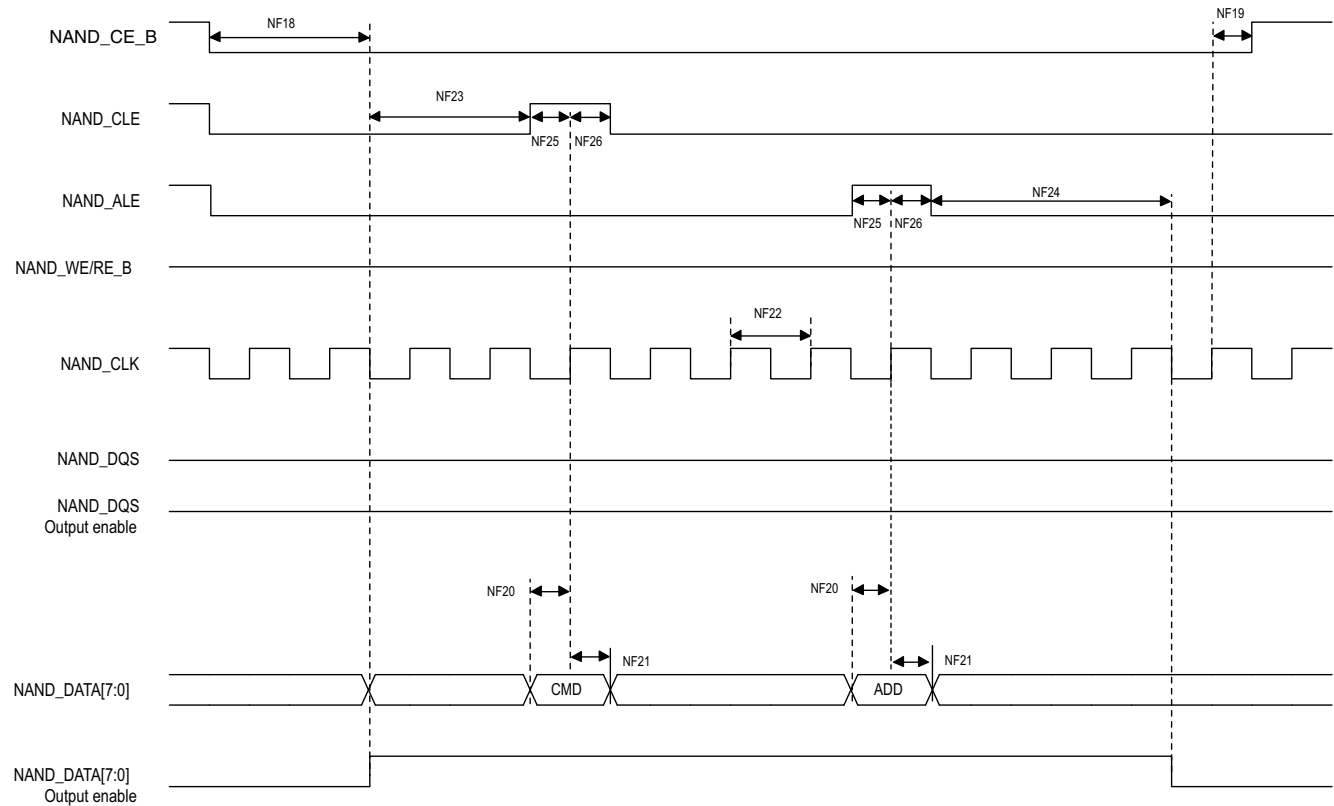 NF19
NF18
NAND_CE_B
NF23
NAND_CLE
NF25 NF26
NAND_ALE
NF24
NF25 NF26
NAND_WE/RE_B
NF22
NAND_CLK
NAND_DQS
NAND_DQS
Output enable
NF20
NF20
NF21
NF21
NAND_DATA[7:0]
CMD
ADD
NAND_DATA[7:0]
Output enable